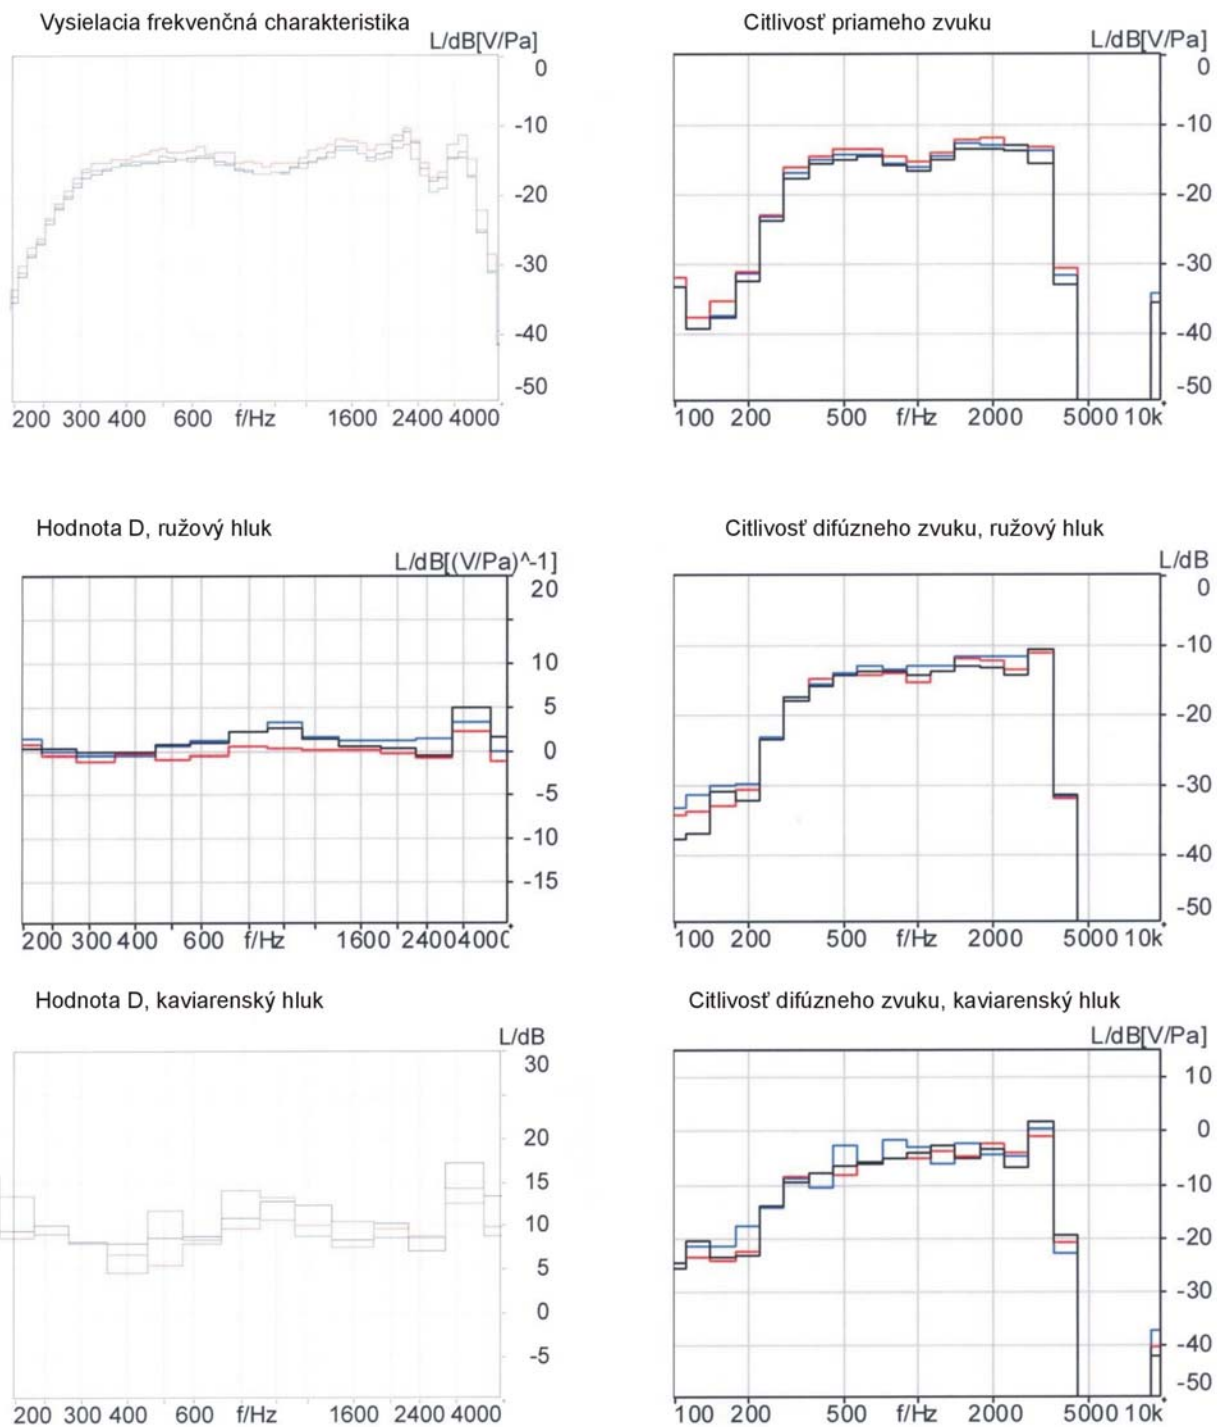 Vysielacia frekvenčná charakteristika
L/dB[V/Pa]
0
-10
-20
-30
-40
-50
200 300 400 600 f/Hz 1600 2400 4000
Citlivosť priameho zvuku
L/dB[V/Pa]
0
-10
-20
-30
-40
-50
100 200 500 f/Hz 2000 5000 10k
Hodnota D, ružový hluk
L/dB[(V/Pa)^-1]
20
10
5
0
-5
-10
-15
200 300 400 600 f/Hz 1600 2400 4000
Citlivosť difúzneho zvuku, ružový hluk
L/dB
0
-10
-20
-30
-40
-50
100 200 500 f/Hz 2000 5000 10k
Hodnota D, kaviarenský hluk
L/dB
30
20
15
10
5
0
-5
200 300 400 600 f/Hz 1600 2400 4000
Citlivosť difúzneho zvuku, kaviarenský hluk
L/dB[V/Pa]
10
0
-10
-20
-30
-40
-50
100 200 500 f/Hz 2000 5000 10k